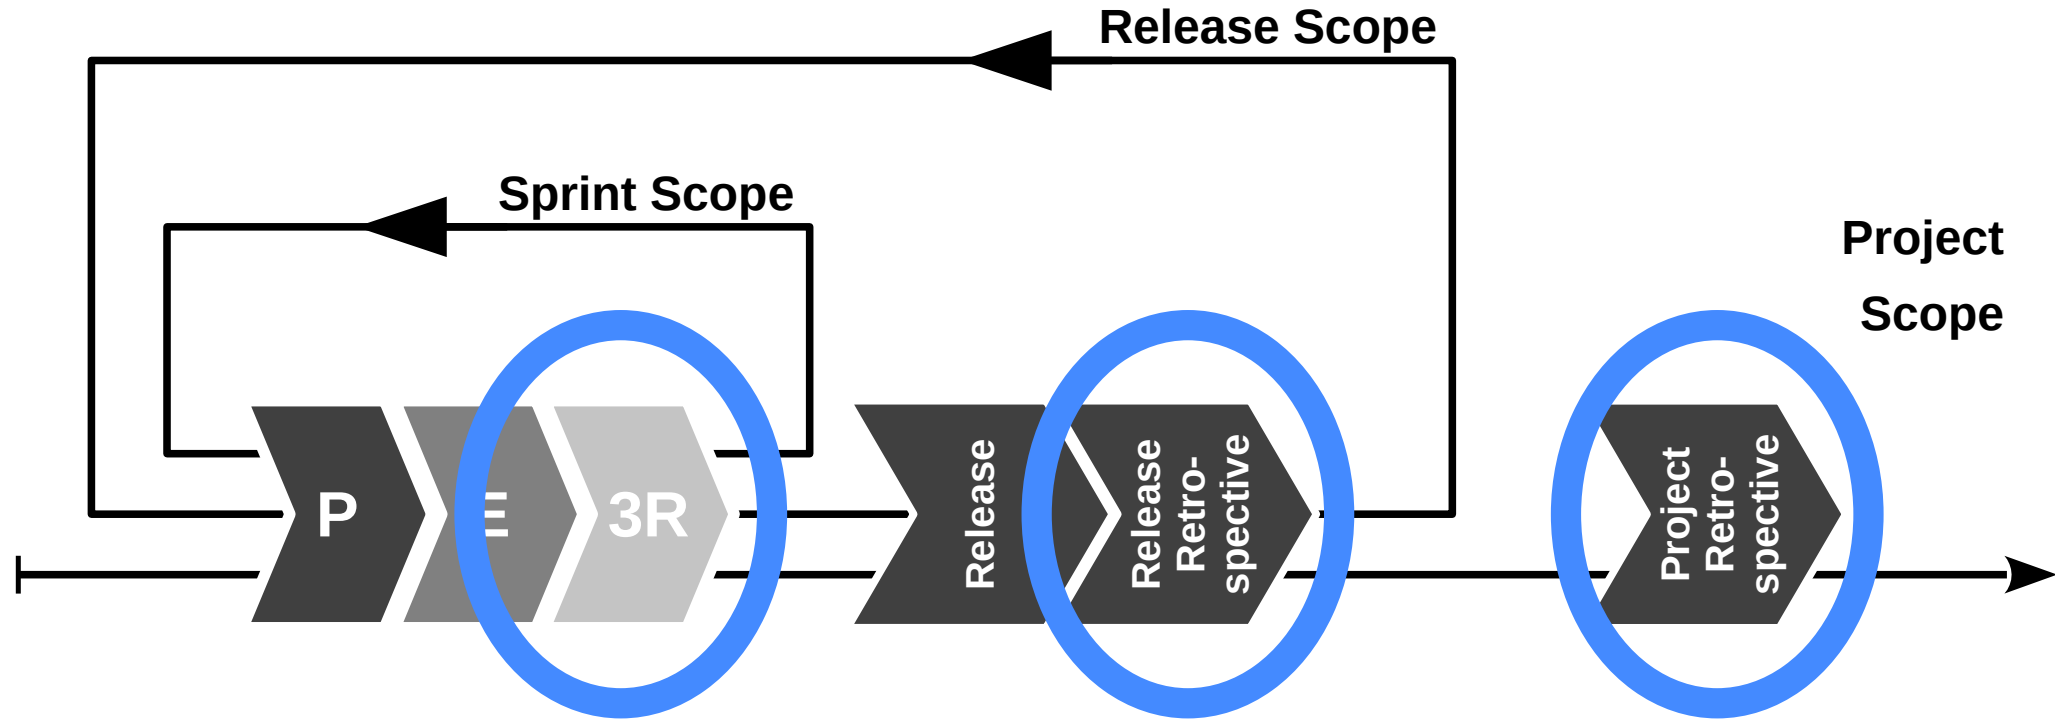 Release Scope
Sprint Scope
Project
Scope
P
E
3R
Release
Release
Retro-
spective
Project
Retro-
spective